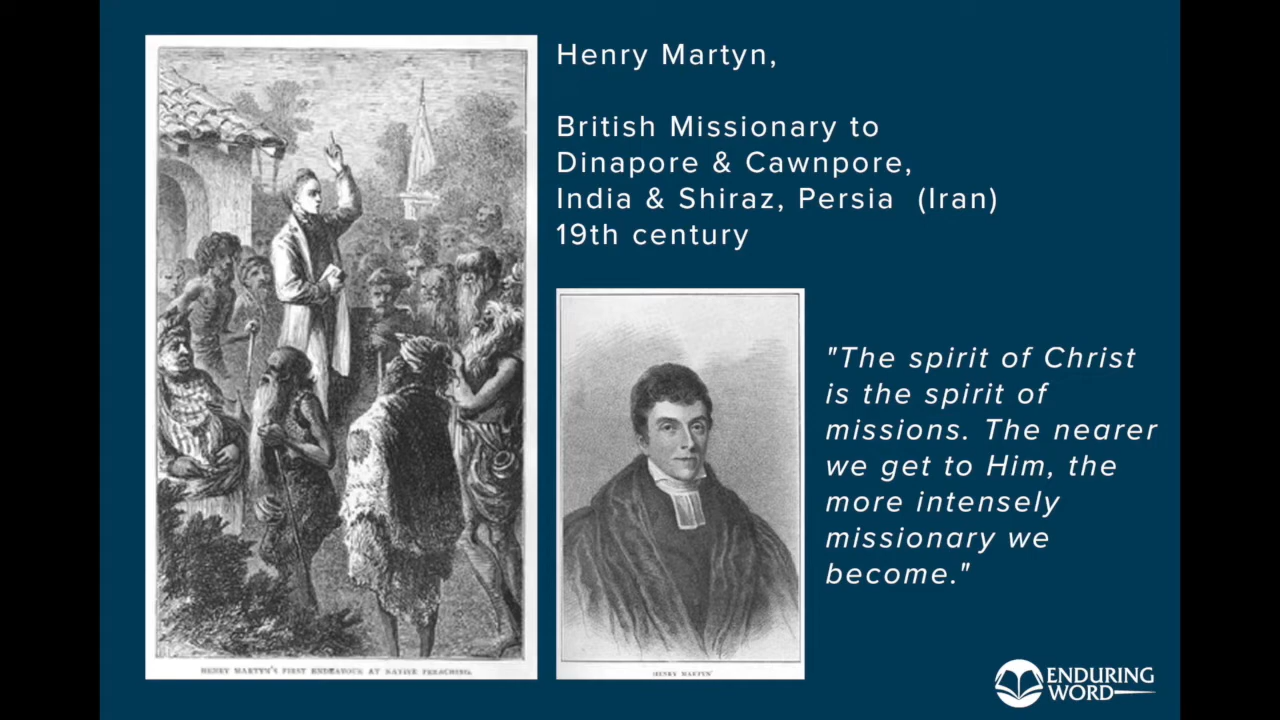 Henry Martyn,
British Missionary to
Dinapore & Cawnpore,
India & Shiraz, Persia (Iran)
19th century
"The spirit of Christ
is the spirit of
missions. The nearer
we get to Him, the
more intensely
missionary we
become."
HENRY MARTYN'S FIRST ENDEAVOUR AT NATIVE PREACHING.
HENRY MARTYN
ENDURING
WORD